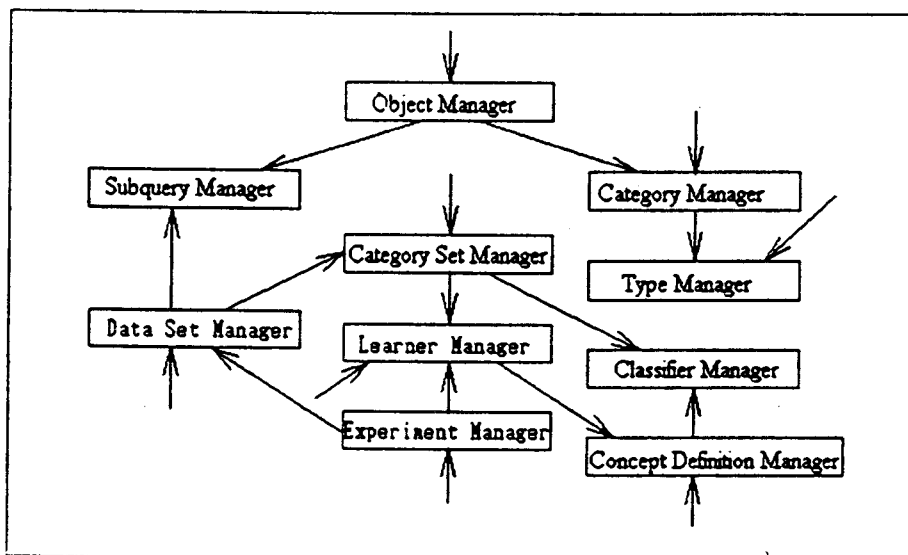 Object Manager
Subquery Manager
Category Manager
Category Set Manager
Type Manager
Data Set Manager
Learner Manager
Classifier Manager
Experiment Manager
Concept Definition Manager